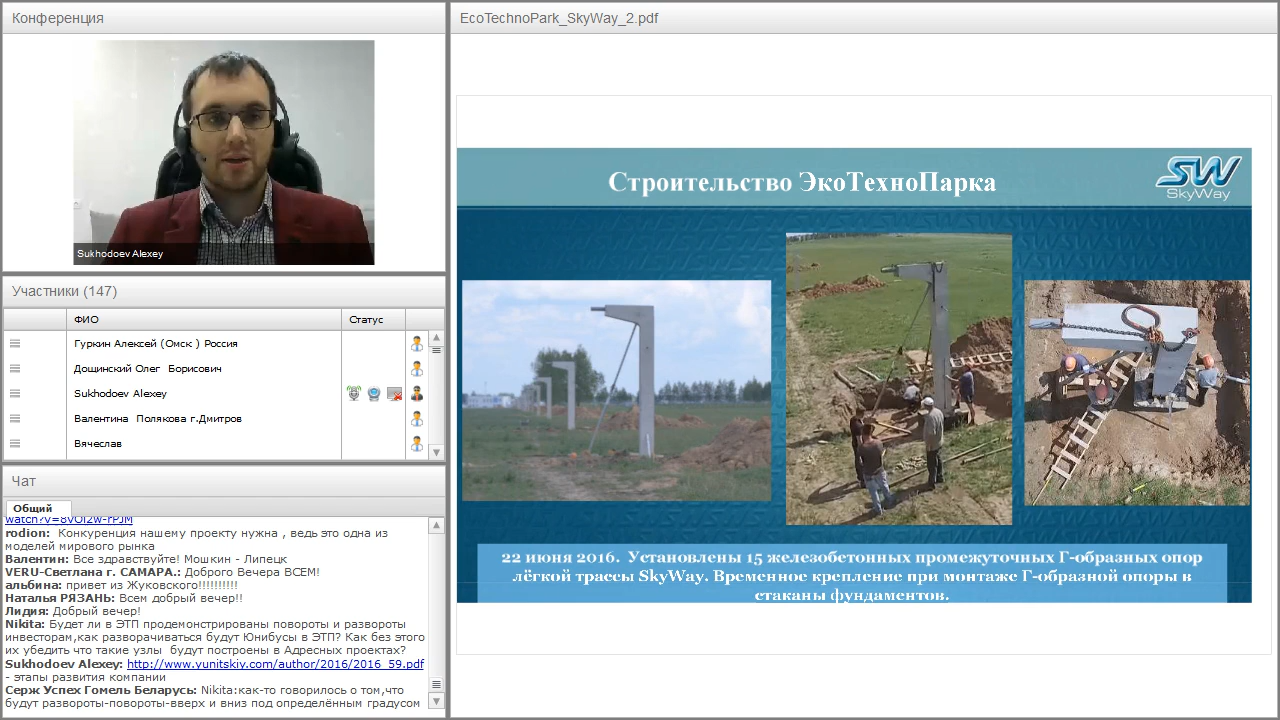 Конференция
Sukhodoev Alexey
Участники (147)
ФИО
Статус
Гуркин Алексей (Омск ) Россия
Дощинский Олег Борисович
Sukhodoev Alexey
Валентина Полякова г.Дмитров
Вячеслав
Чат
Общий
rodion: Конкуренция нашему проекту нужна , ведь это одна из
моделей мирового рынка
Валентин: Все здравствуйте! Мошкин - Липецк
VERU-Светлана г. САМАРА.: Доброго Вечера ВСЕМ!
альбина: привет из Жуковского!!!!!!!!!!
Наталья РЯЗАНЬ: Всем добрый вечер!!
Лидия: Добрый вечер!
Nikita: Будет ли в ЭТП продемонстрированы повороты и развороты
инвесторам,как разворачиваться будут Юнибусы в ЭТП? Как без этого
их убедить что такие узлы будут построены в Адресных проектах?
Sukhodoev Alexey: http://www.yunitskiy.com/author/2016/2016_59.pdf
- этапы развития компании
Серж Успех Гомель Беларусь: Nikita:как-то говорилось о том,что
будут развороты-повороты-вверх и вниз под определённым градусом
EcoTechnoPark_SkyWay_2.pdf
Строительство ЭкоТехноПарка
SW
SkyWay
22 июня 2016. Установлены 15 железобетонных промежуточных Г-образных опор
лёгкой трассы SkyWay. Временное крепление при монтаже Г-образной опоры в
стаканы фундаментов.